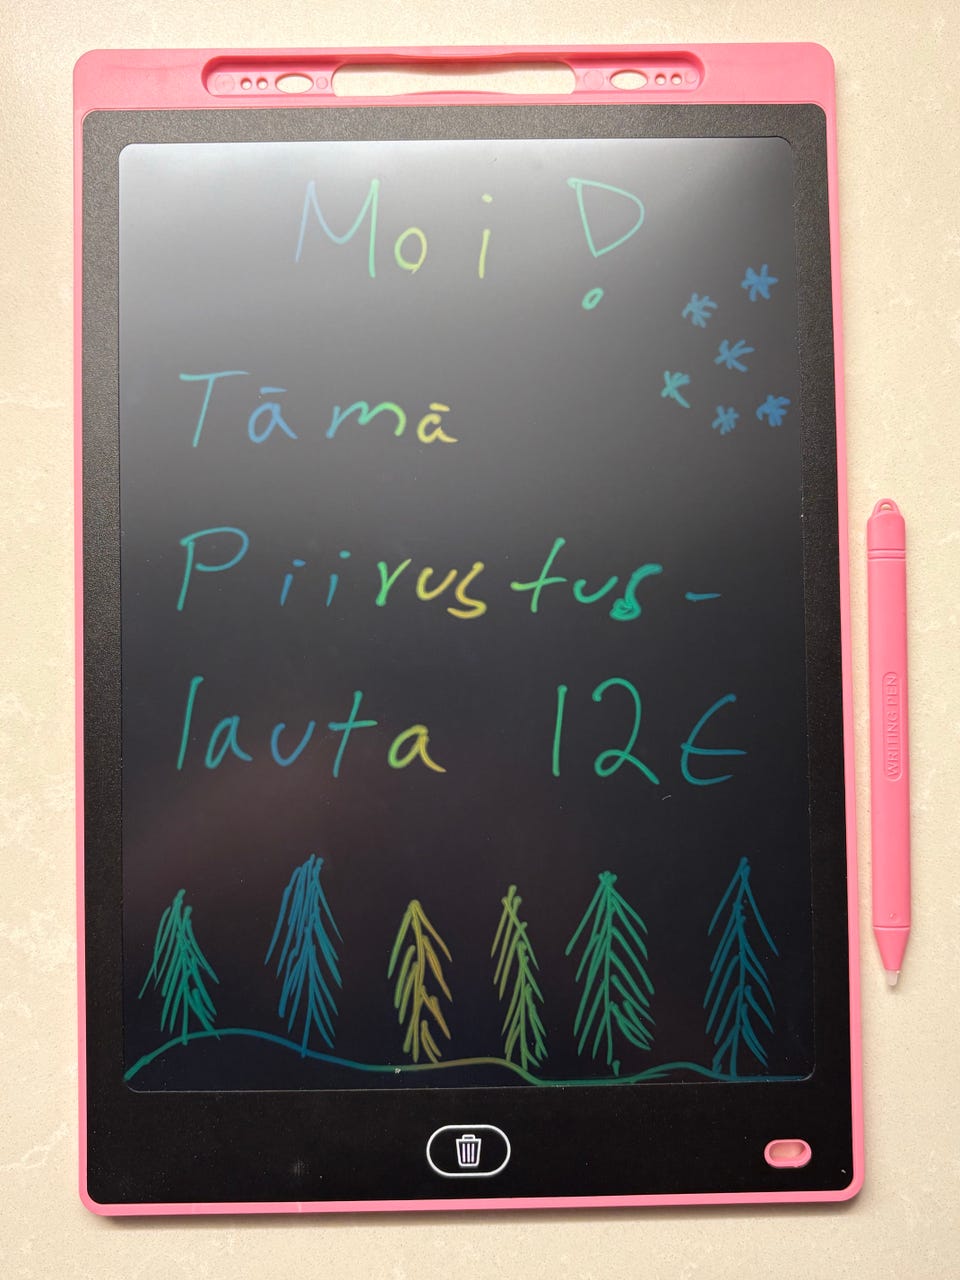 Moi!
Tämä
Piirustus-
lauta 12€
WRITING PEN